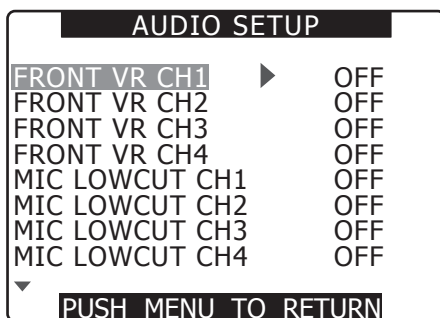 AUDIO SETUP
FRONT VR CH1 OFF
FRONT VR CH2 OFF
FRONT VR CH3 OFF
FRONT VR CH4 OFF
MIC LOWCUT CH1 OFF
MIC LOWCUT CH2 OFF
MIC LOWCUT CH3 OFF
MIC LOWCUT CH4 OFF
PUSH MENU TO RETURN